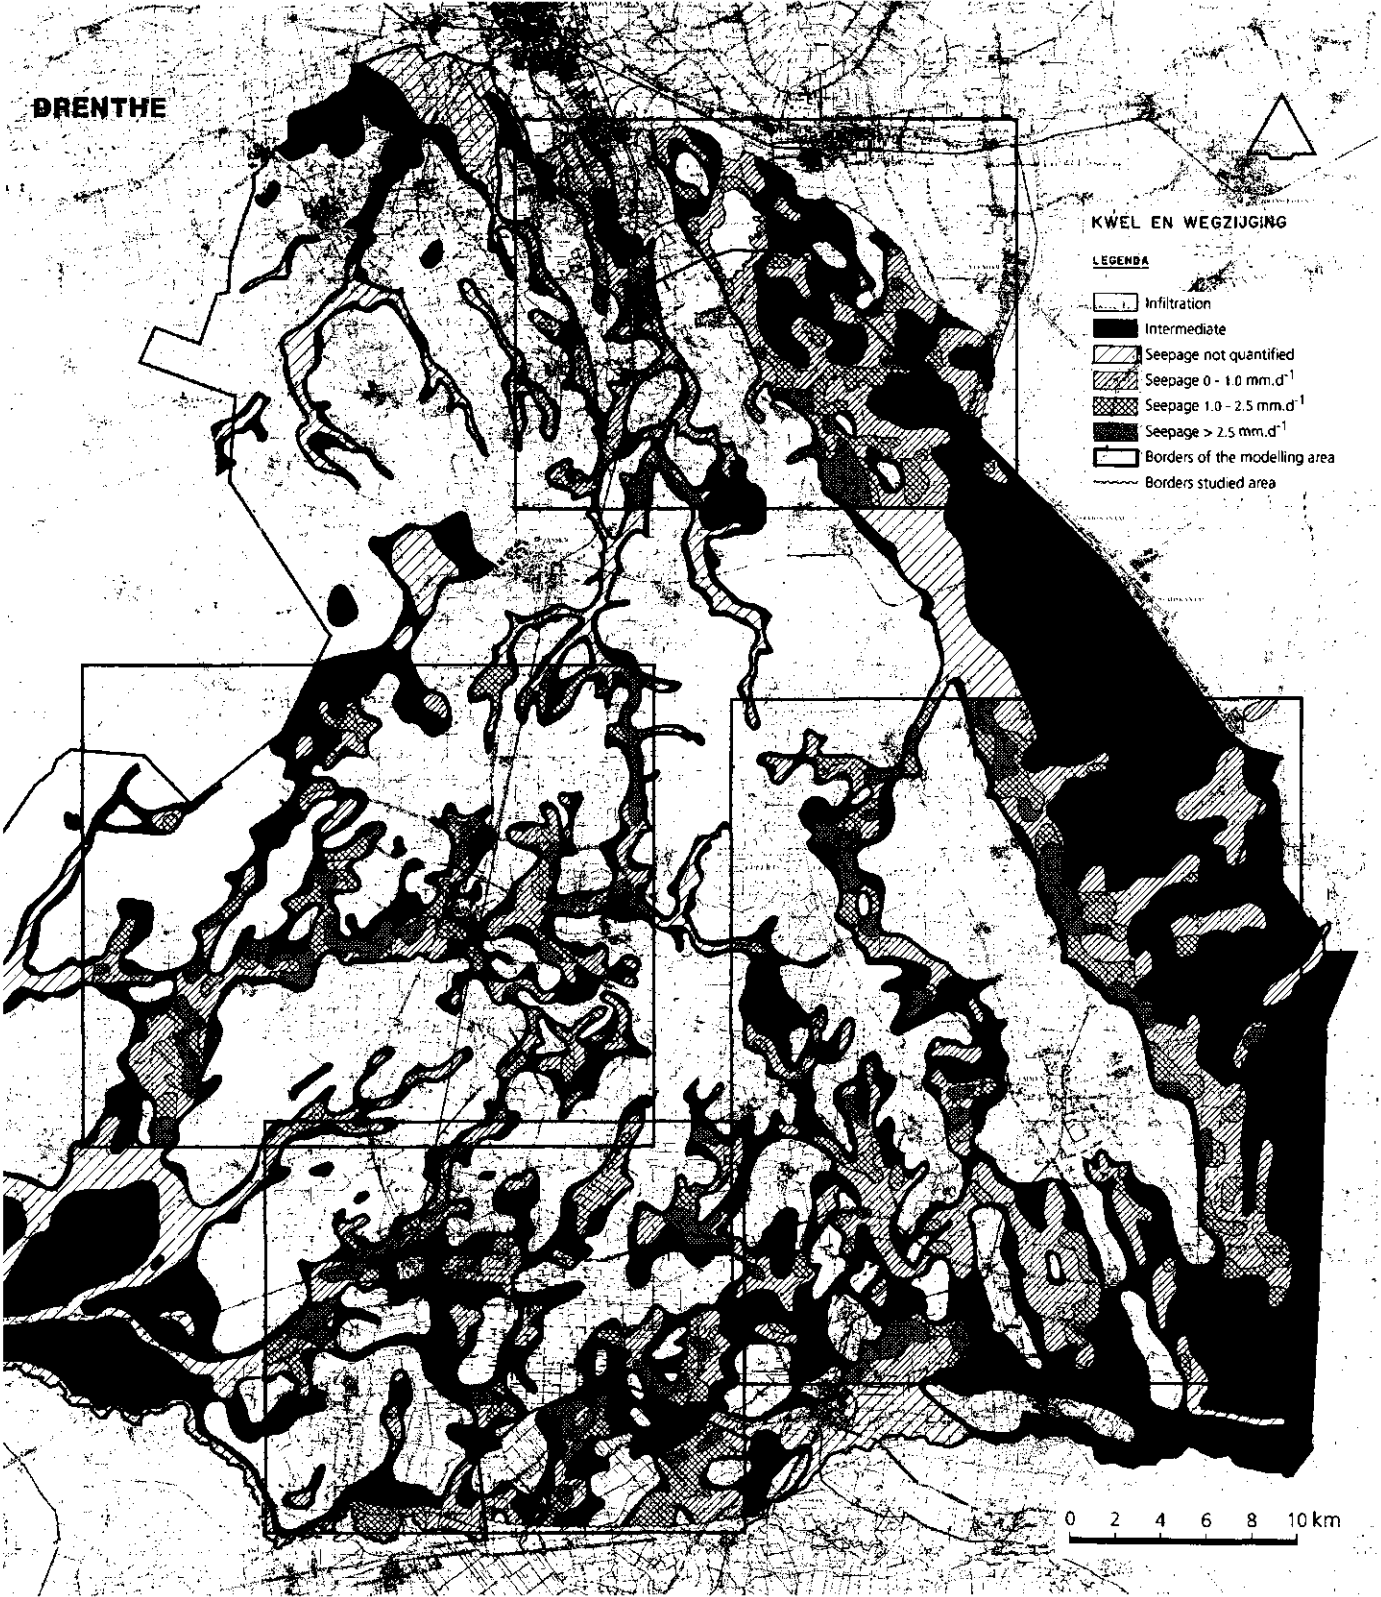 DRENTHE
KWEL EN WEGZIJGING
LEGENDA
Infiltration
Intermediate
Seepage not quantified
Seepage 0 - 1.0 mm.d⁻¹
Seepage 1.0 - 2.5 mm.d⁻¹
Seepage > 2.5 mm.d⁻¹
Borders of the modelling area
Borders studied area
0 2 4 6 8 10 km